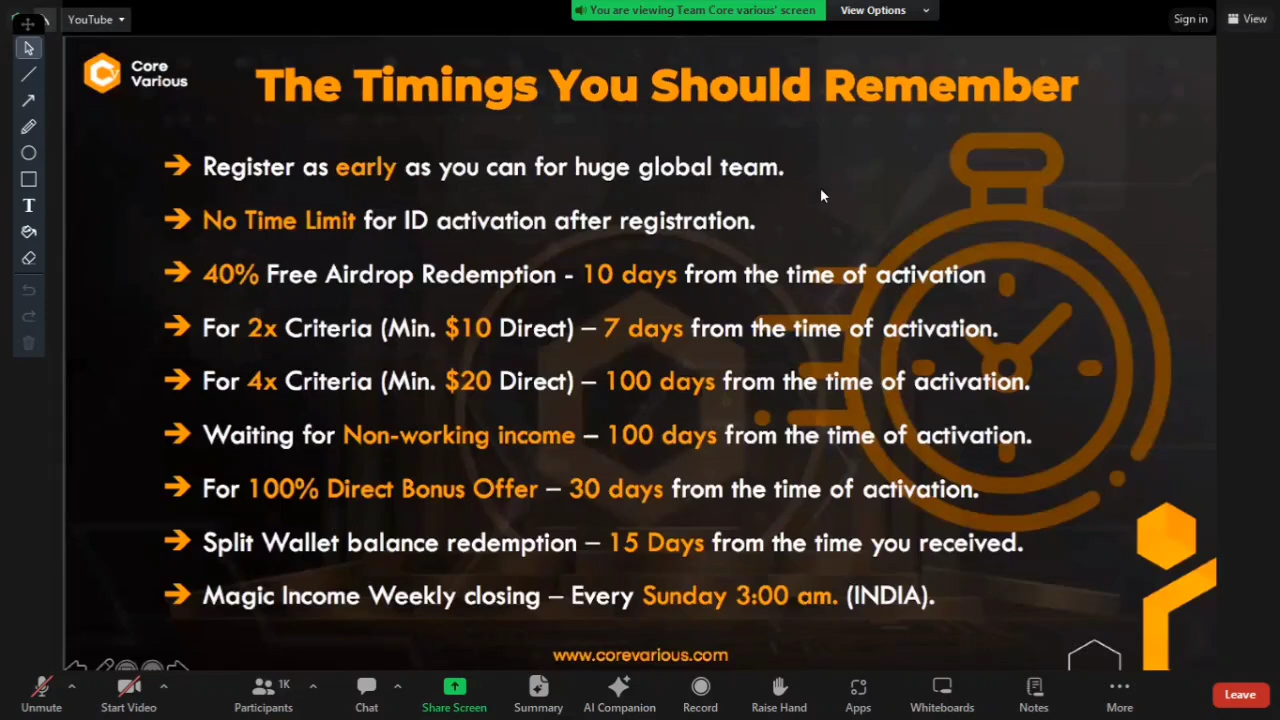 YouTube
You are viewing Team Core various' screen
View Options
Sign in
View
Core
Various
The Timings You Should Remember
Register as early as you can for huge global team.
No Time Limit for ID activation after registration.
40% Free Airdrop Redemption - 10 days from the time of activation
For 2x Criteria (Min. $10 Direct) – 7 days from the time of activation.
For 4x Criteria (Min. $20 Direct) – 100 days from the time of activation.
Waiting for Non-working income – 100 days from the time of activation.
For 100% Direct Bonus Offer – 30 days from the time of activation.
Split Wallet balance redemption – 15 Days from the time you received.
Magic Income Weekly closing – Every Sunday 3:00 am. (INDIA).
www.corevarious.com
T
1K
Unmute
Start Video
Participants
Chat
Share Screen
Summary
AI Companion
Record
Raise Hand
Apps
Whiteboards
Notes
More
Leave